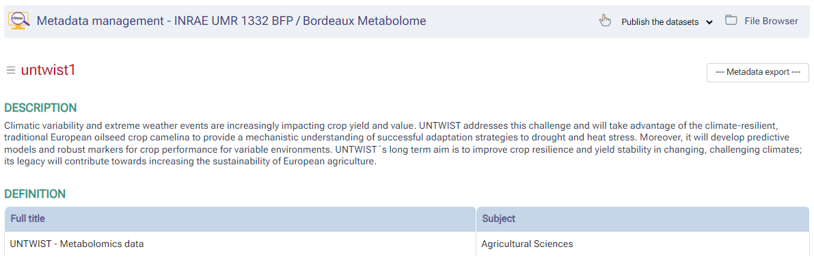 Metadata management - INRAE UMR 1332 BFP / Bordeaux Metabolome
Publish the datasets
File Browser
untwist1
--- Metadata export ---
DESCRIPTION
Climatic variability and extreme weather events are increasingly impacting crop yield and value. UNTWIST addresses this challenge and will take advantage of the climate-resilient,
traditional European oilseed crop camelina to provide a mechanistic understanding of successful adaptation strategies to drought and heat stress. Moreover, it will develop predictive
models and robust markers for crop performance for variable environments. UNTWIST´s long term aim is to improve crop resilience and yield stability in changing, challenging climates;
its legacy will contribute towards increasing the sustainability of European agriculture.
DEFINITION
Full title
Subject
UNTWIST - Metabolomics data
Agricultural Sciences